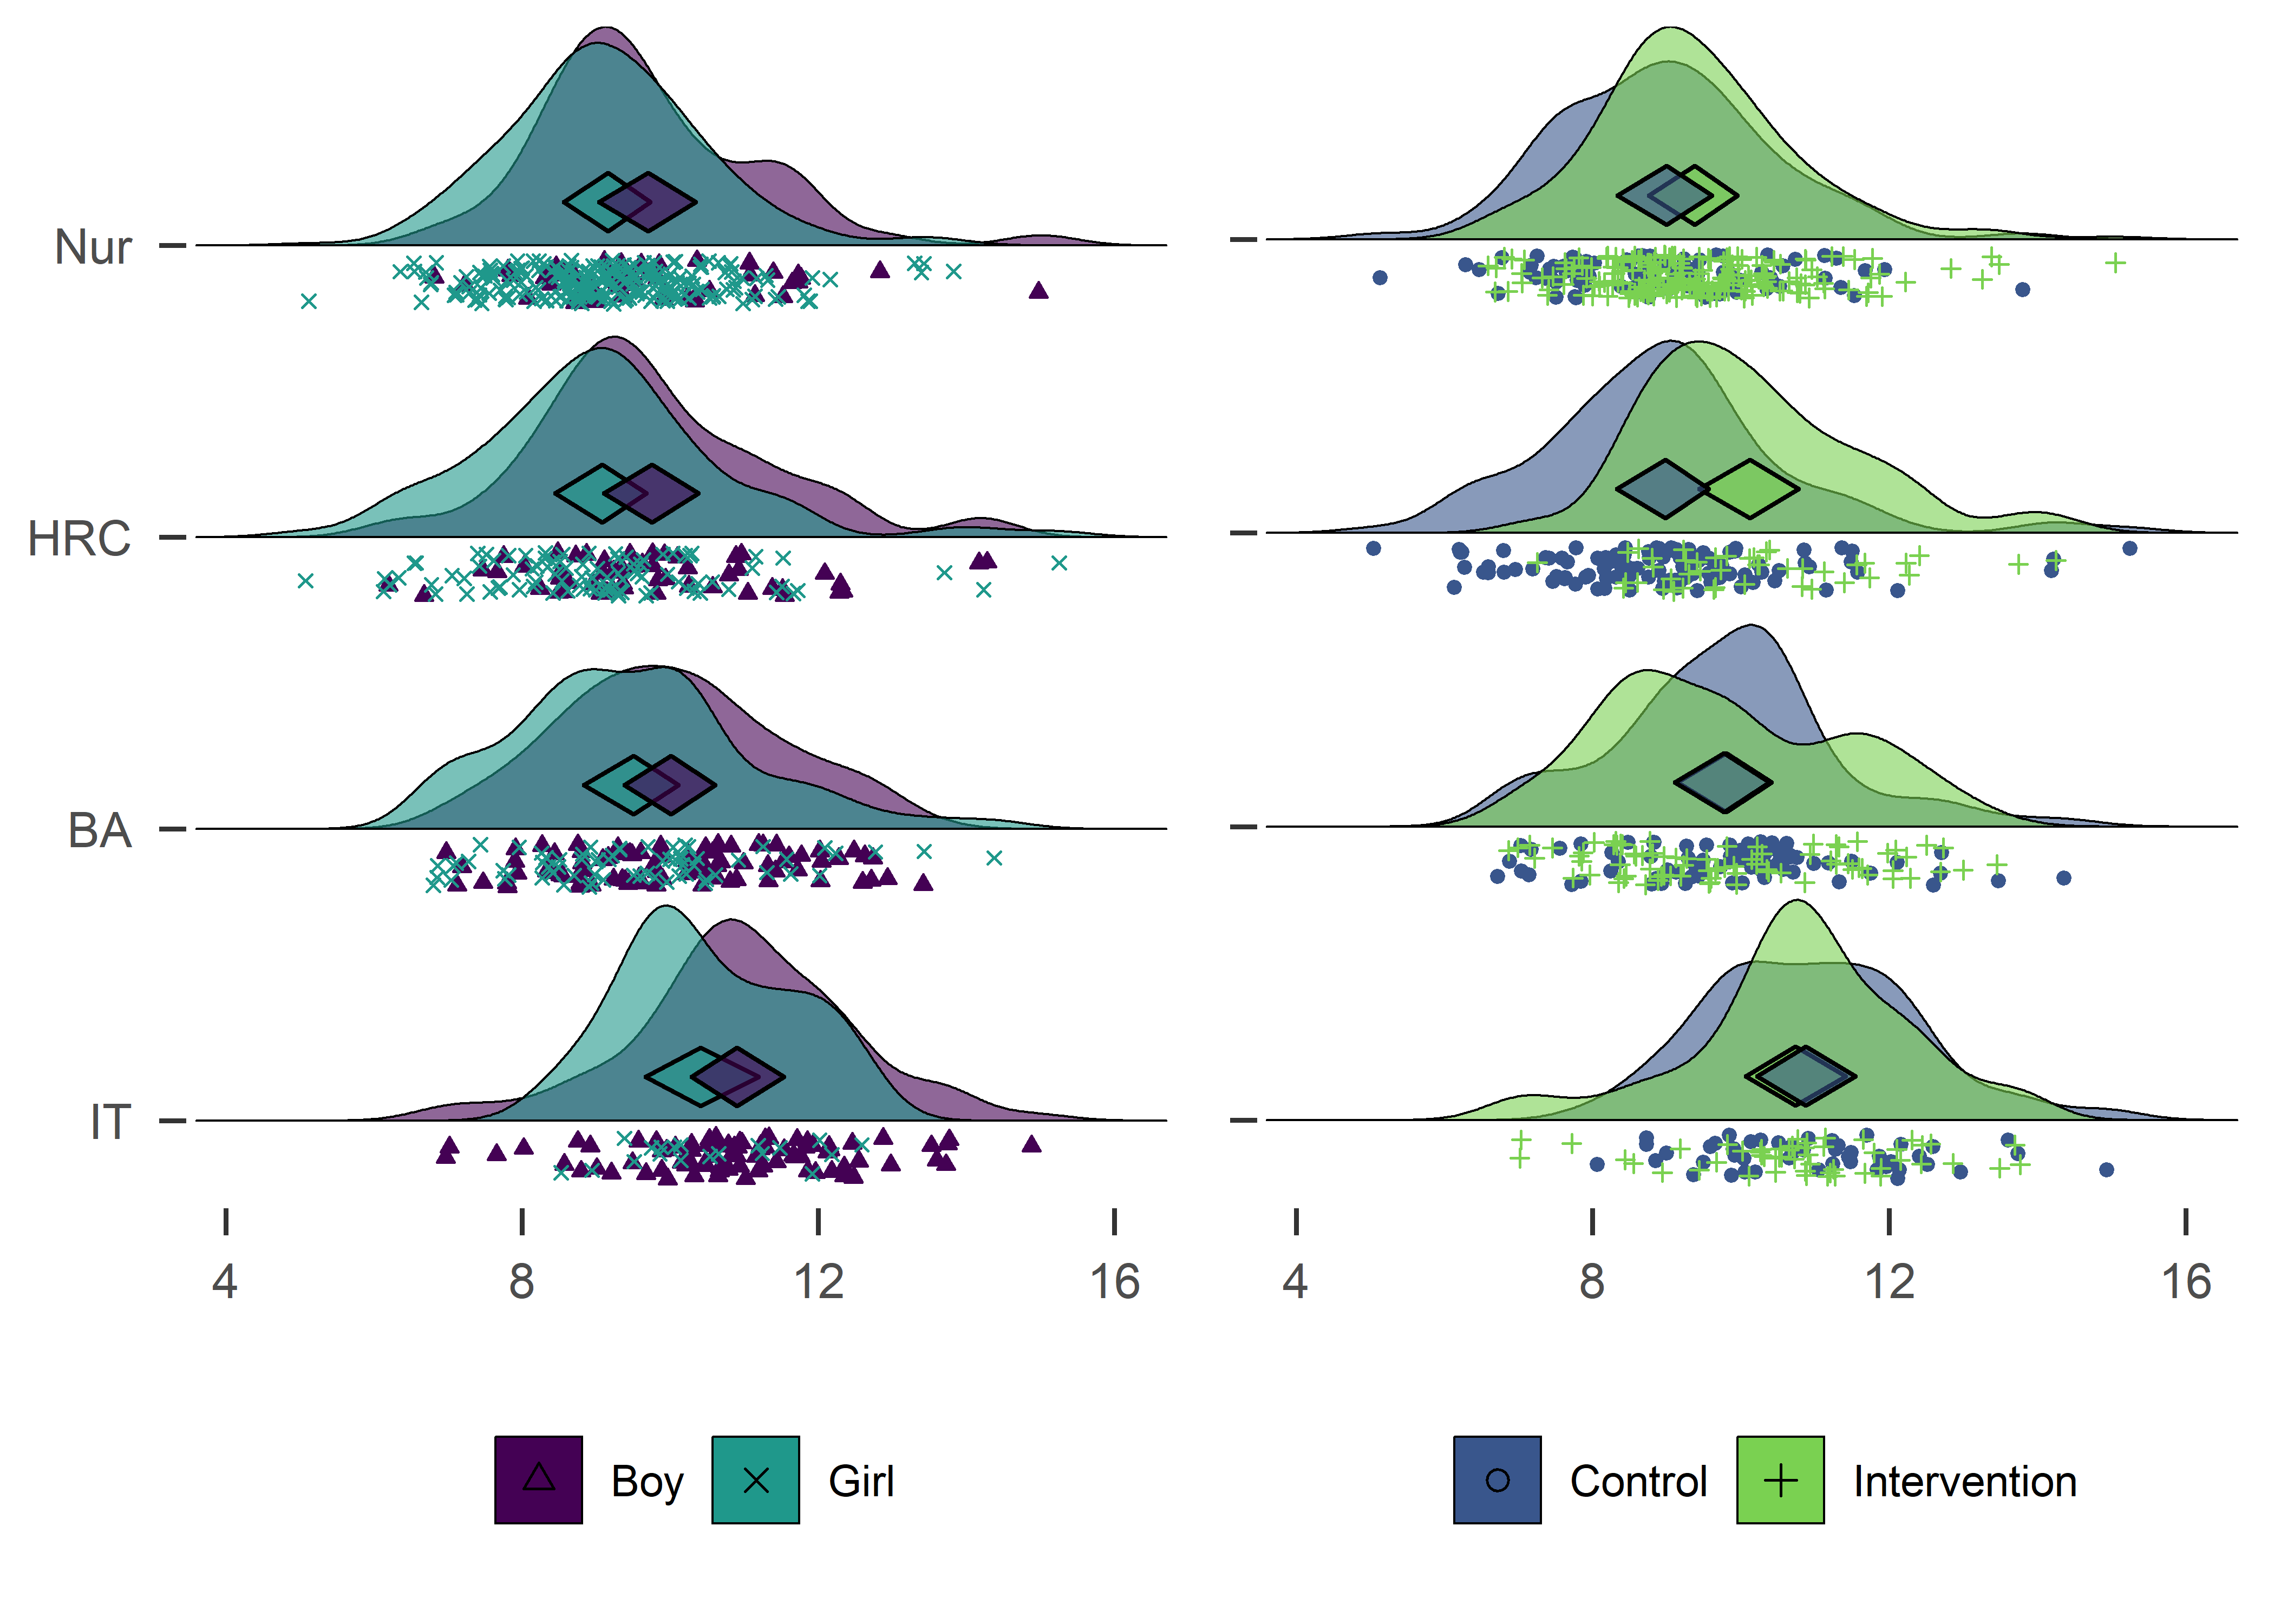 Nur
HRC
BA
IT
4 8 12 16 4 8 12 16
Boy Girl Control Intervention